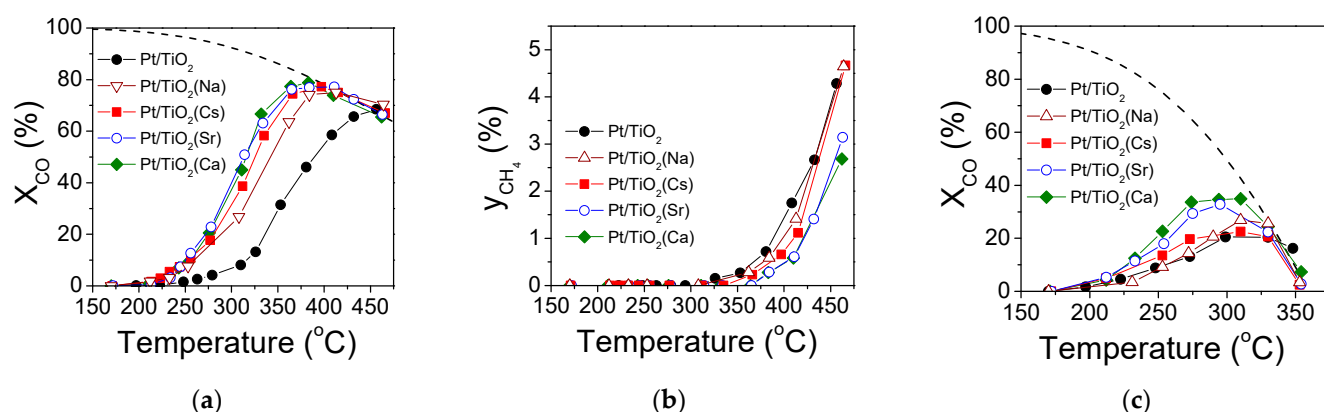 100
80
60
40
20
0
X_CO (%)
Pt/TiO₂
Pt/TiO₂(Na)
Pt/TiO₂(Cs)
Pt/TiO₂(Sr)
Pt/TiO₂(Ca)
150 200 250 300 350 400 450
Temperature (°C)
(a)
5
4
3
2
1
0
y_CH₄ (%)
Pt/TiO₂
Pt/TiO₂(Na)
Pt/TiO₂(Cs)
Pt/TiO₂(Sr)
Pt/TiO₂(Ca)
150 200 250 300 350 400 450
Temperature (°C)
(b)
100
80
60
40
20
0
X_CO (%)
Pt/TiO₂
Pt/TiO₂(Na)
Pt/TiO₂(Cs)
Pt/TiO₂(Sr)
Pt/TiO₂(Ca)
150 200 250 300 350
Temperature (°C)
(c)